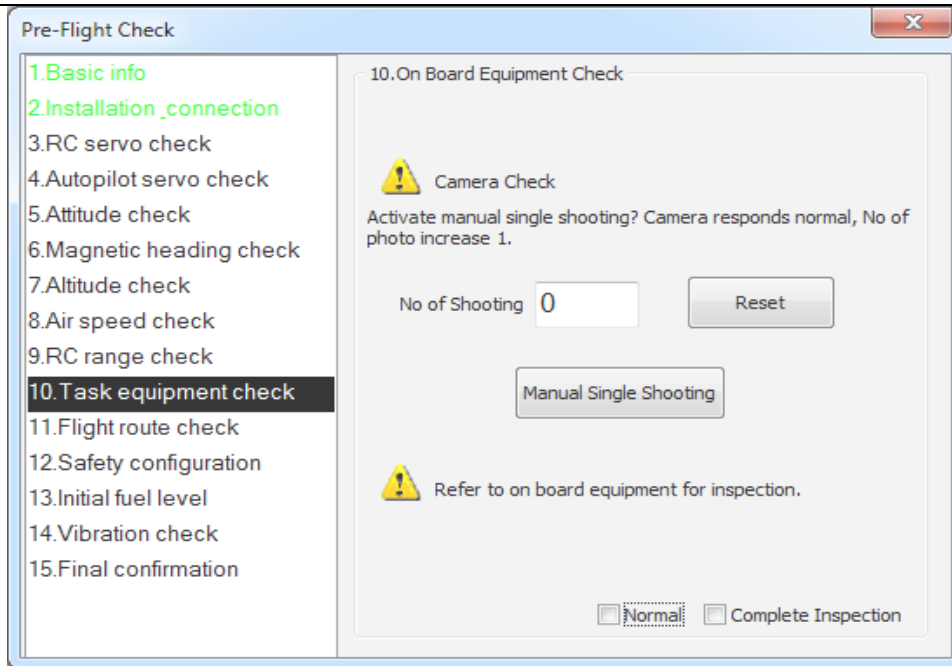 Pre-Flight Check
1.Basic info
2.Installation_connection
3.RC servo check
4.Autopilot servo check
5.Attitude check
6.Magnetic heading check
7.Altitude check
8.Air speed check
9.RC range check
10.Task equipment check
11.Flight route check
12.Safety configuration
13.Initial fuel level
14.Vibration check
15.Final confirmation
10.On Board Equipment Check
Camera Check
Activate manual single shooting? Camera responds normal, No of
photo increase 1.
No of Shooting 0 Reset
Manual Single Shooting
Refer to on board equipment for inspection.
Normal Complete Inspection